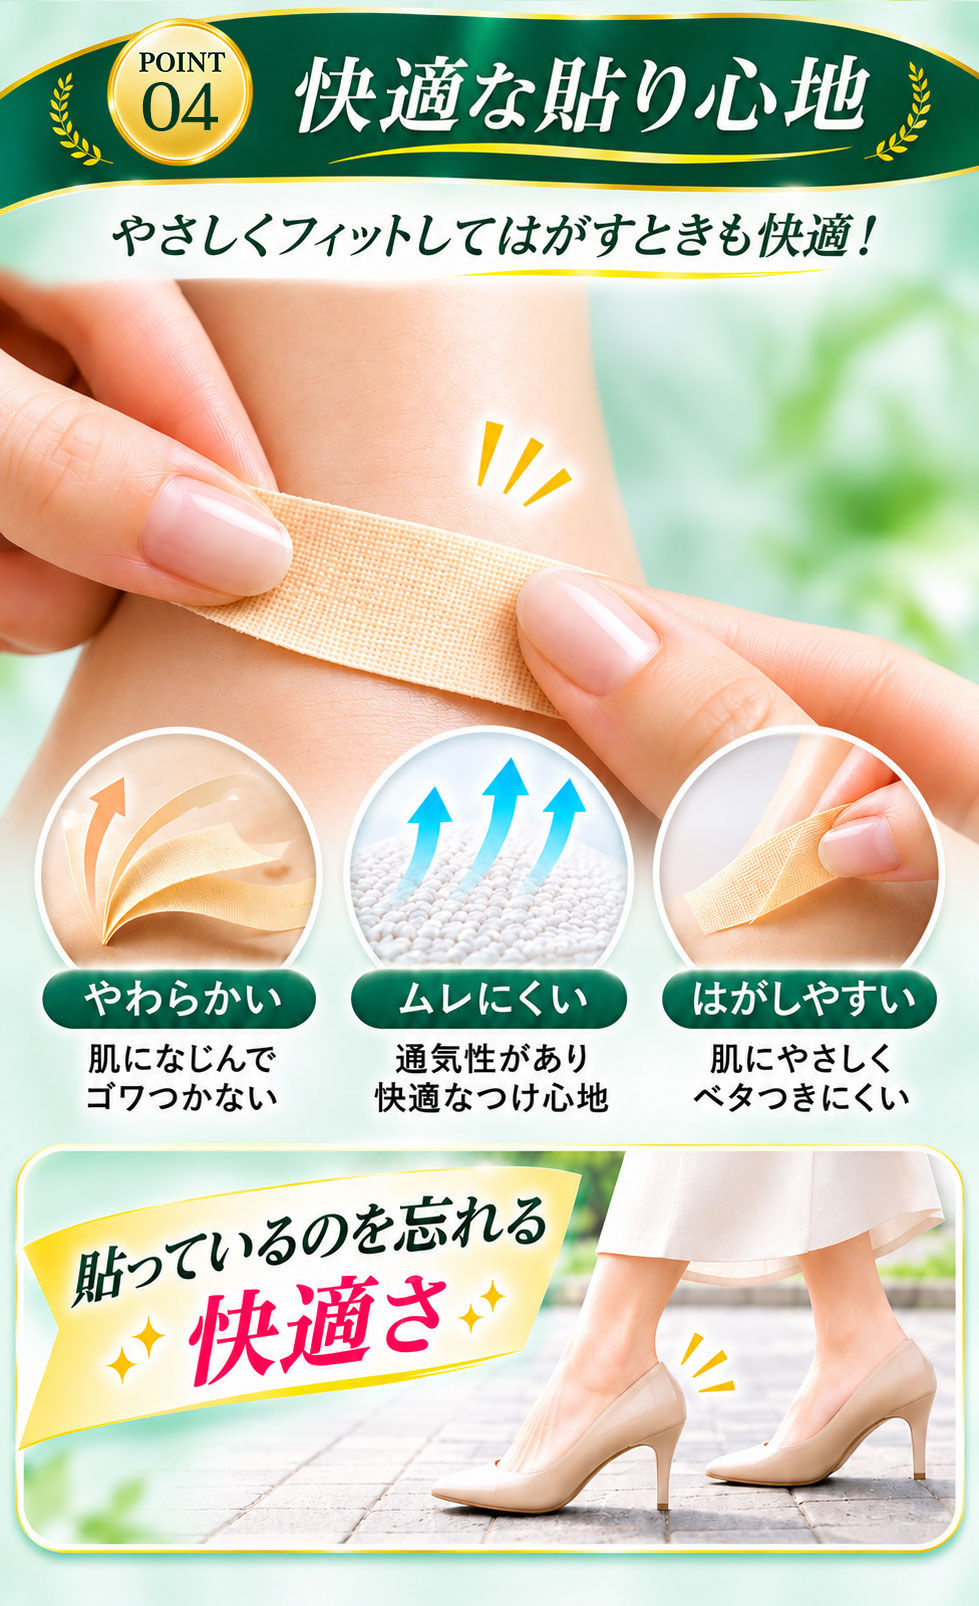 POINT
04
快適な貼り心地
やさしくフィットしてはがすときも快適！
やわらかい
肌になじんで
ゴワつかない
ムレにくい
通気性があり
快適なつけ心地
はがしやすい
肌にやさしく
ベタつきにくい
貼っているのを忘れる
快適さ